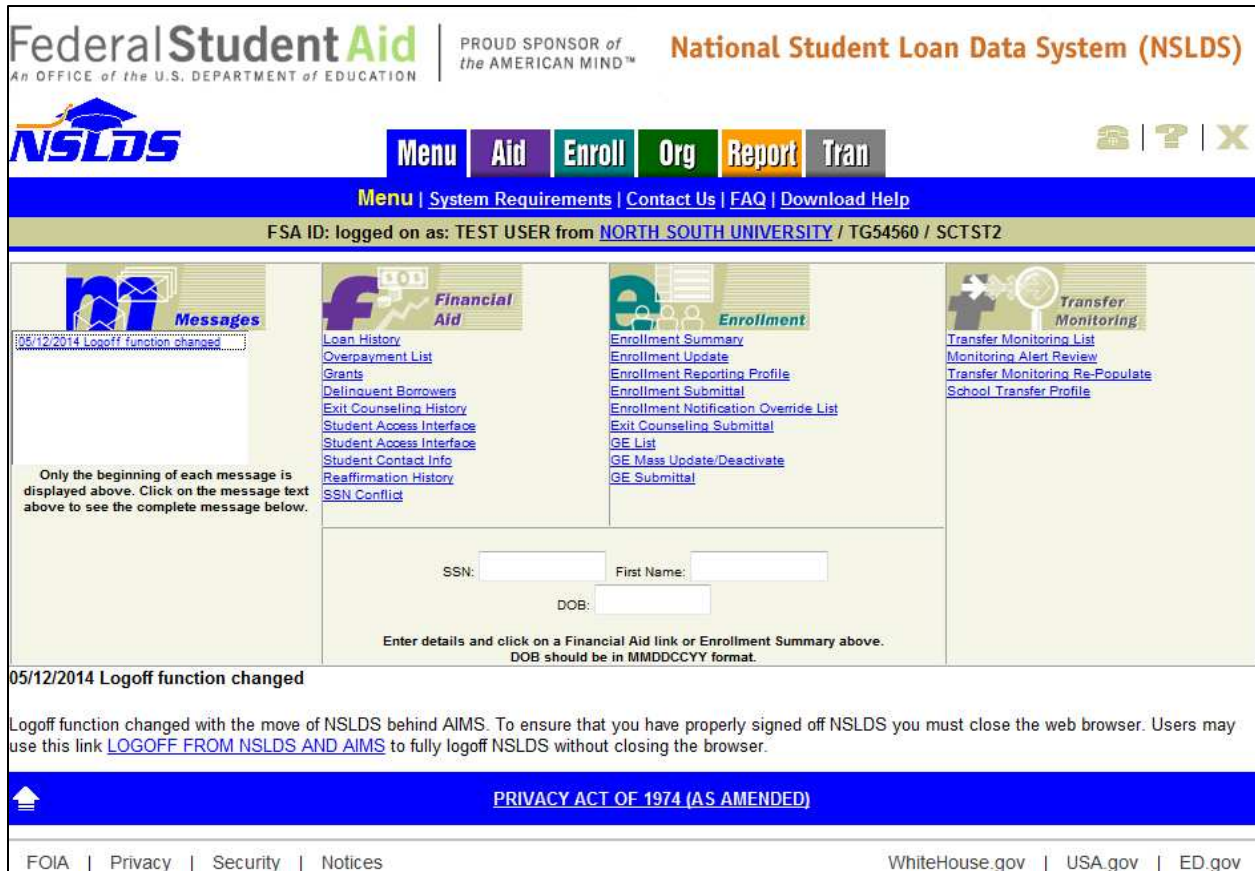 Federal Student Aid
An OFFICE of the U.S. DEPARTMENT of EDUCATION
PROUD SPONSOR of
the AMERICAN MIND™
National Student Loan Data System (NSLDS)
NSLDS
Menu Aid Enroll Org Report Tran
? | X
Menu | System Requirements | Contact Us | FAQ | Download Help
FSA ID: logged on as: TEST USER from NORTH SOUTH UNIVERSITY / TG54560 / SCTST2
m Messages
05/12/2014 Logoff function changed
Only the beginning of each message is
displayed above. Click on the message text
above to see the complete message below.
f Financial
Aid
Loan History
Overpayment List
Grants
Delinquent Borrowers
Exit Counseling History
Student Access Interface
Student Access Interface
Student Contact Info
Reaffirmation History
SSN Conflict
e Enrollment
Enrollment Summary
Enrollment Update
Enrollment Reporting Profile
Enrollment Submittal
Enrollment Notification Override List
Exit Counseling Submittal
GE List
GE Mass Update/Deactivate
GE Submittal
t Transfer
Monitoring
Transfer Monitoring List
Monitoring Alert Review
Transfer Monitoring Re-Populate
School Transfer Profile
SSN: First Name:
DOB:
Enter details and click on a Financial Aid link or Enrollment Summary above.
DOB should be in MMDDCCYY format.
05/12/2014 Logoff function changed
Logoff function changed with the move of NSLDS behind AIMS. To ensure that you have properly signed off NSLDS you must close the web browser. Users may
use this link LOGOFF FROM NSLDS AND AIMS to fully logoff NSLDS without closing the browser.
PRIVACY ACT OF 1974 (AS AMENDED)
FOIA | Privacy | Security | Notices
WhiteHouse.gov | USA.gov | ED.gov